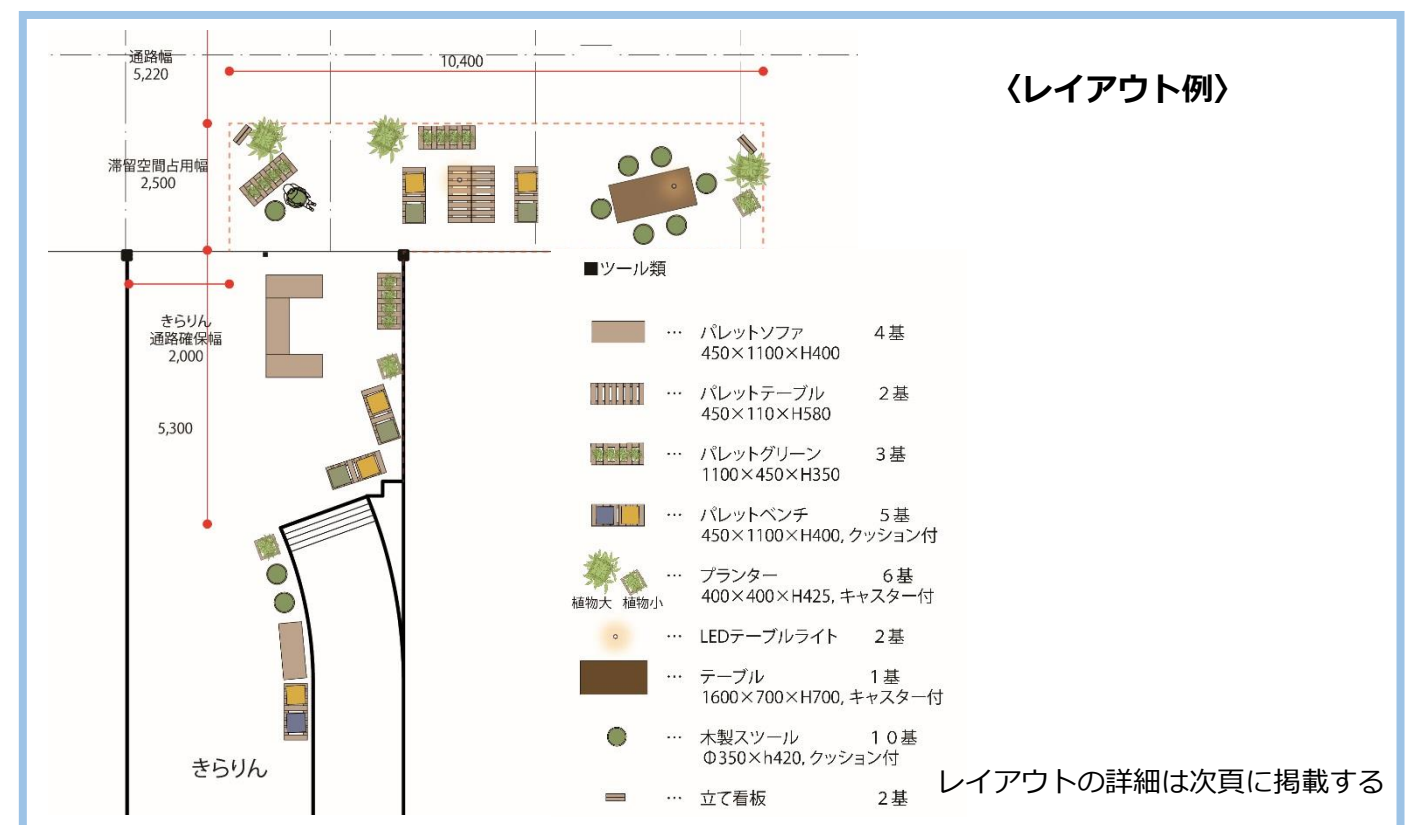 〈レイアウト例〉
通路幅
5,220
10,400
滞留空間占用幅
2,500
きらりん
通路確保幅
2,000
5,300
きらりん
■ツール類
… パレットソファ 4基
450×1100×H400
… パレットテーブル 2基
450×110×H580
… パレットグリーン 3基
1100×450×H350
… パレットベンチ 5基
450×1100×H400, クッション付
… プランター 6基
400×400×H425, キャスター付
植物大 植物小
… LEDテーブルライト 2基
… テーブル 1基
1600×700×H700, キャスター付
… 木製スツール 10基
Φ350×h420, クッション付
… 立て看板 2基
レイアウトの詳細は次頁に掲載する